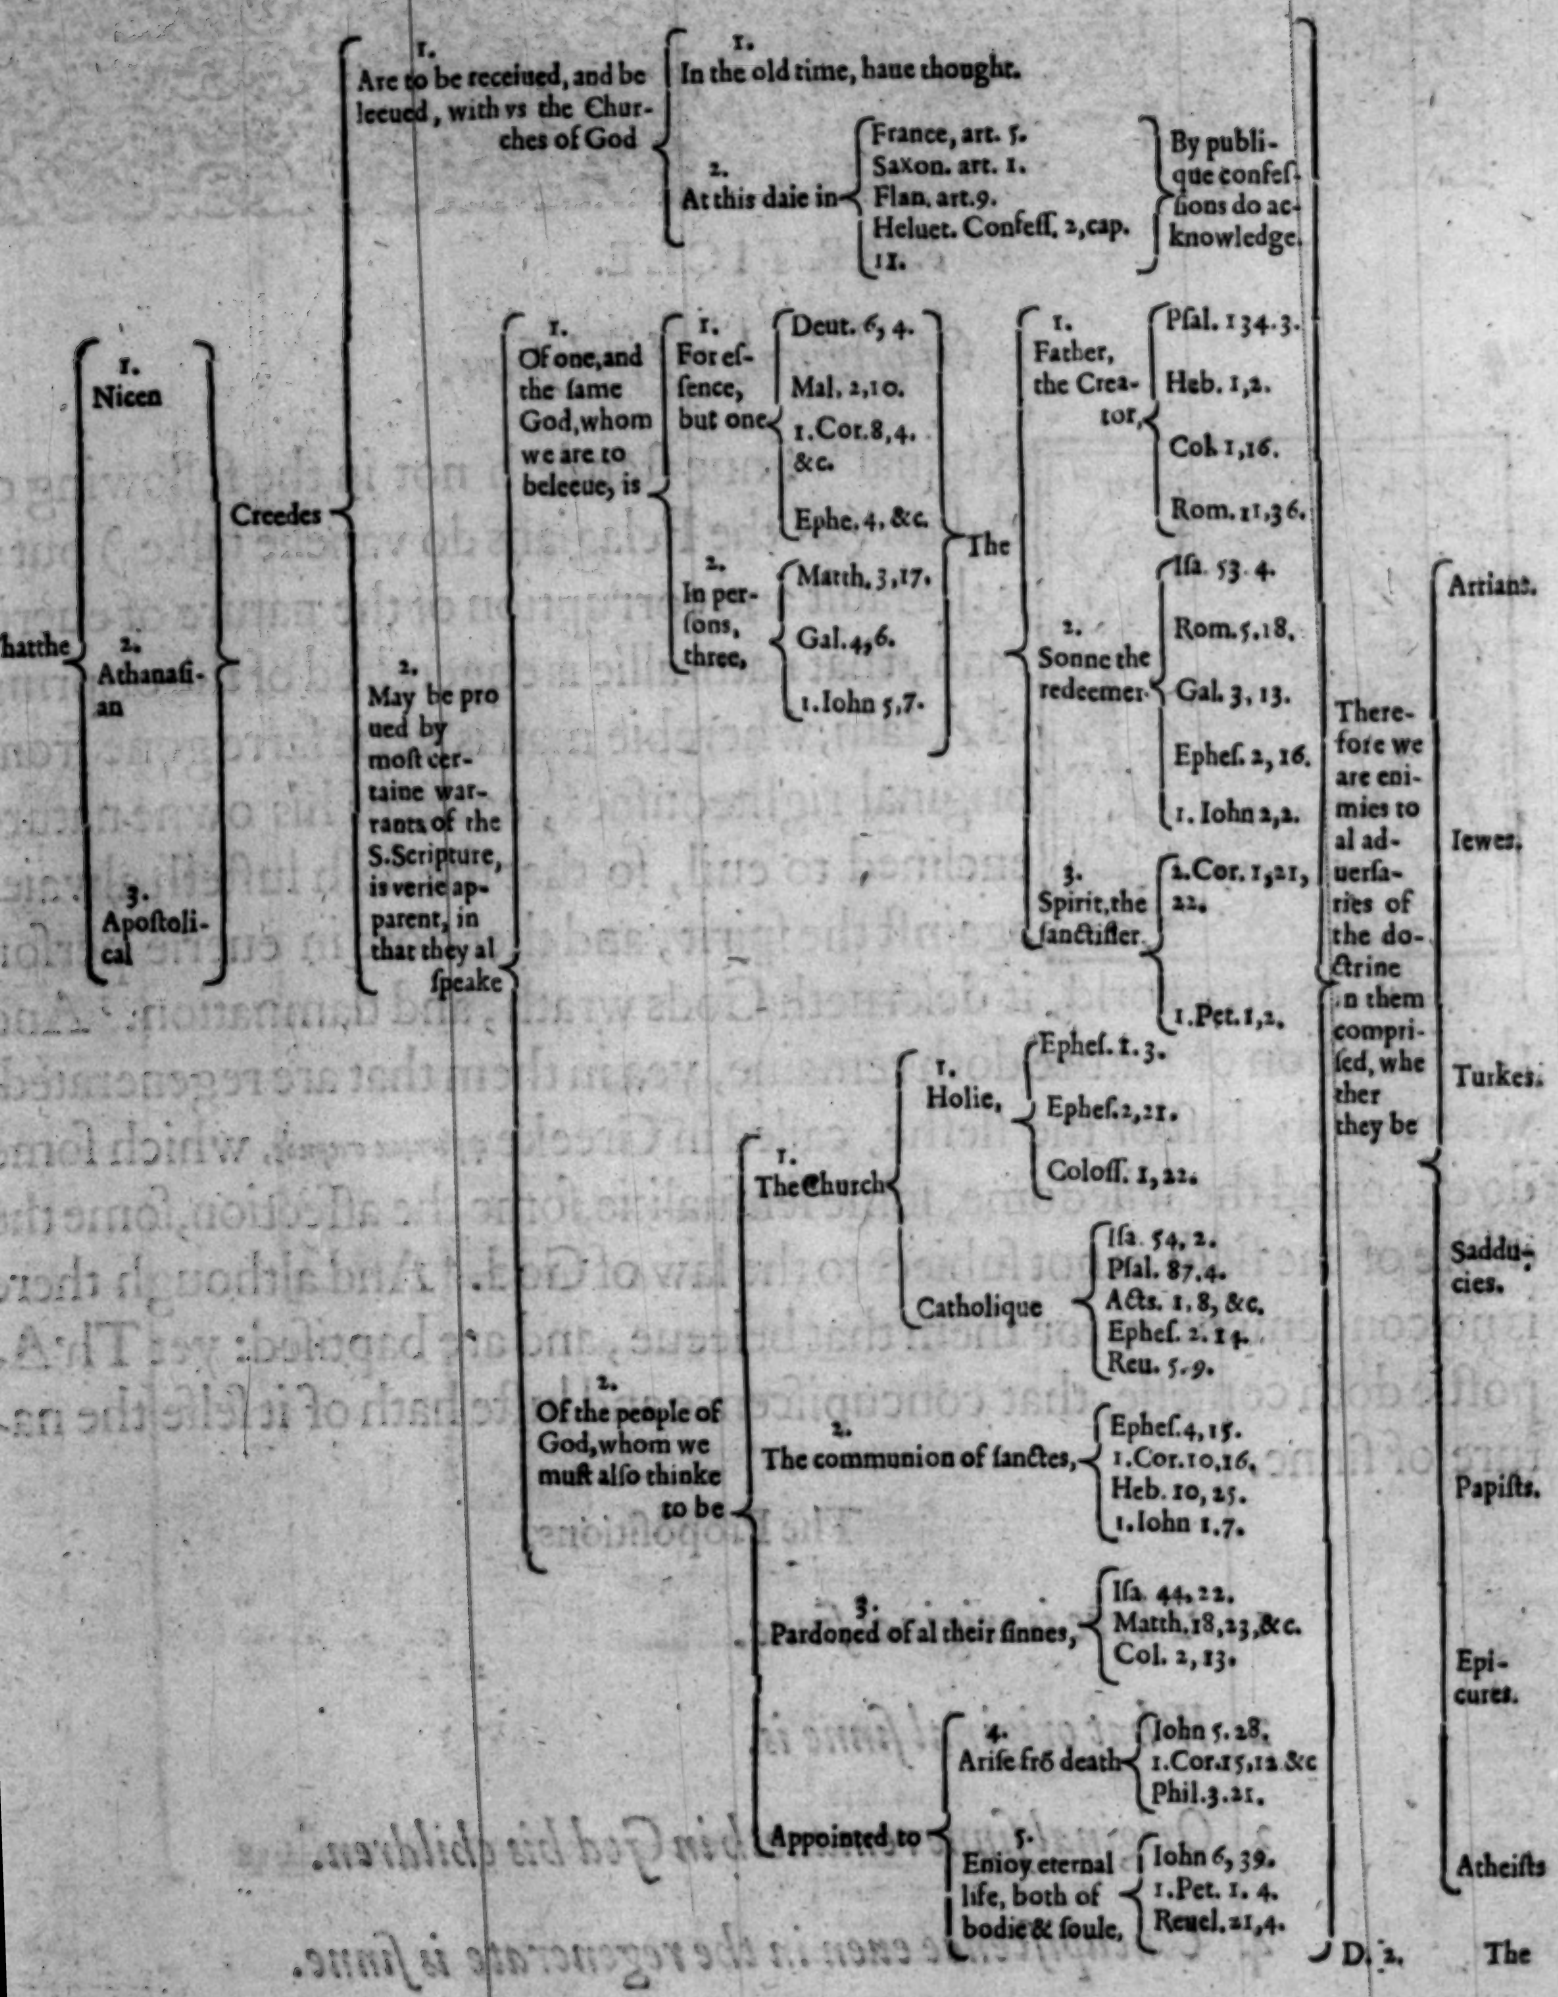 hatthe
1.
Nicen
2.
Athanasi-
an
3.
Apostoli-
cal
Creedes
1.
Are to be receiued, and be
leeued, with vs the Chur-
ches of God
1.
In the old time, haue thought.
2.
At this daie in
France, art. 5.
Saxon. art. 1.
Flan. art.9.
Heluet. Confess. 2,cap.
11.
By publi-
que confes-
sions do ac-
knowledge.
2.
May be pro
ued by
most cer-
taine war-
rants of the
S.Scripture,
is verie ap-
parent, in
that they al
speake
1.
Of one,and
the same
God,whom
we are to
beleeue, is
1.
For es-
sence,
but one
Deut. 6, 4.
Mal. 2,10.
1.Cor.8,4.
&c.
Ephe. 4. &c.
2.
In per-
sons,
three,
Matth. 3,17.
Gal. 4,6.
1.Iohn 5,7.
The
1.
Father,
the Crea-
tor,
Psal. 134.3.
Heb. 1,2.
Col. 1,16.
Rom. 11,36.
2.
Sonne the
redeemer
Isa. 53. 4.
Rom. 5.18.
Gal. 3, 13.
Ephes. 2, 16.
1. Iohn 2,2.
3.
Spirit,the
sanctifier
2.Cor. 1,21,
22.
1.Pet. 1,2.
2.
Of the people of
God,whom we
must also thinke
to be
1.
The Church
1.
Holie,
Ephes. 1. 3.
Ephes.2,21.
Coloss. 1,22.
Catholique
Isa. 54, 2.
Psal. 87.4.
Acts. 1.8, &c.
Ephes. 2.14.
Reu. 5.9.
2.
The communion of sanctes,
Ephes.4,15.
1.Cor.10,16.
Heb. 10,25.
1.Iohn 1.7.
3.
Pardoned of al their sinnes,
Isa. 44,22.
Matth.18,23,&c.
Col. 2,13.
Appointed to
4.
Arise frõ death
Iohn 5.28.
1.Cor.15,12 &c
Phil.3.21.
5.
Enioy eternal
life, both of
bodie & soule,
Iohn 6, 39.
1.Pet. 1. 4.
Reuel. 21,4.
There-
fore we
are eni-
mies to
al ad-
uersa-
ries of
the do-
ctrine
in them
compri-
sed, whe
ther
they be
Arrians.
Iewes.
Turkes.
Saddu-
cies.
Papists.
Epi-
cures.
Atheists
D. 2.
The